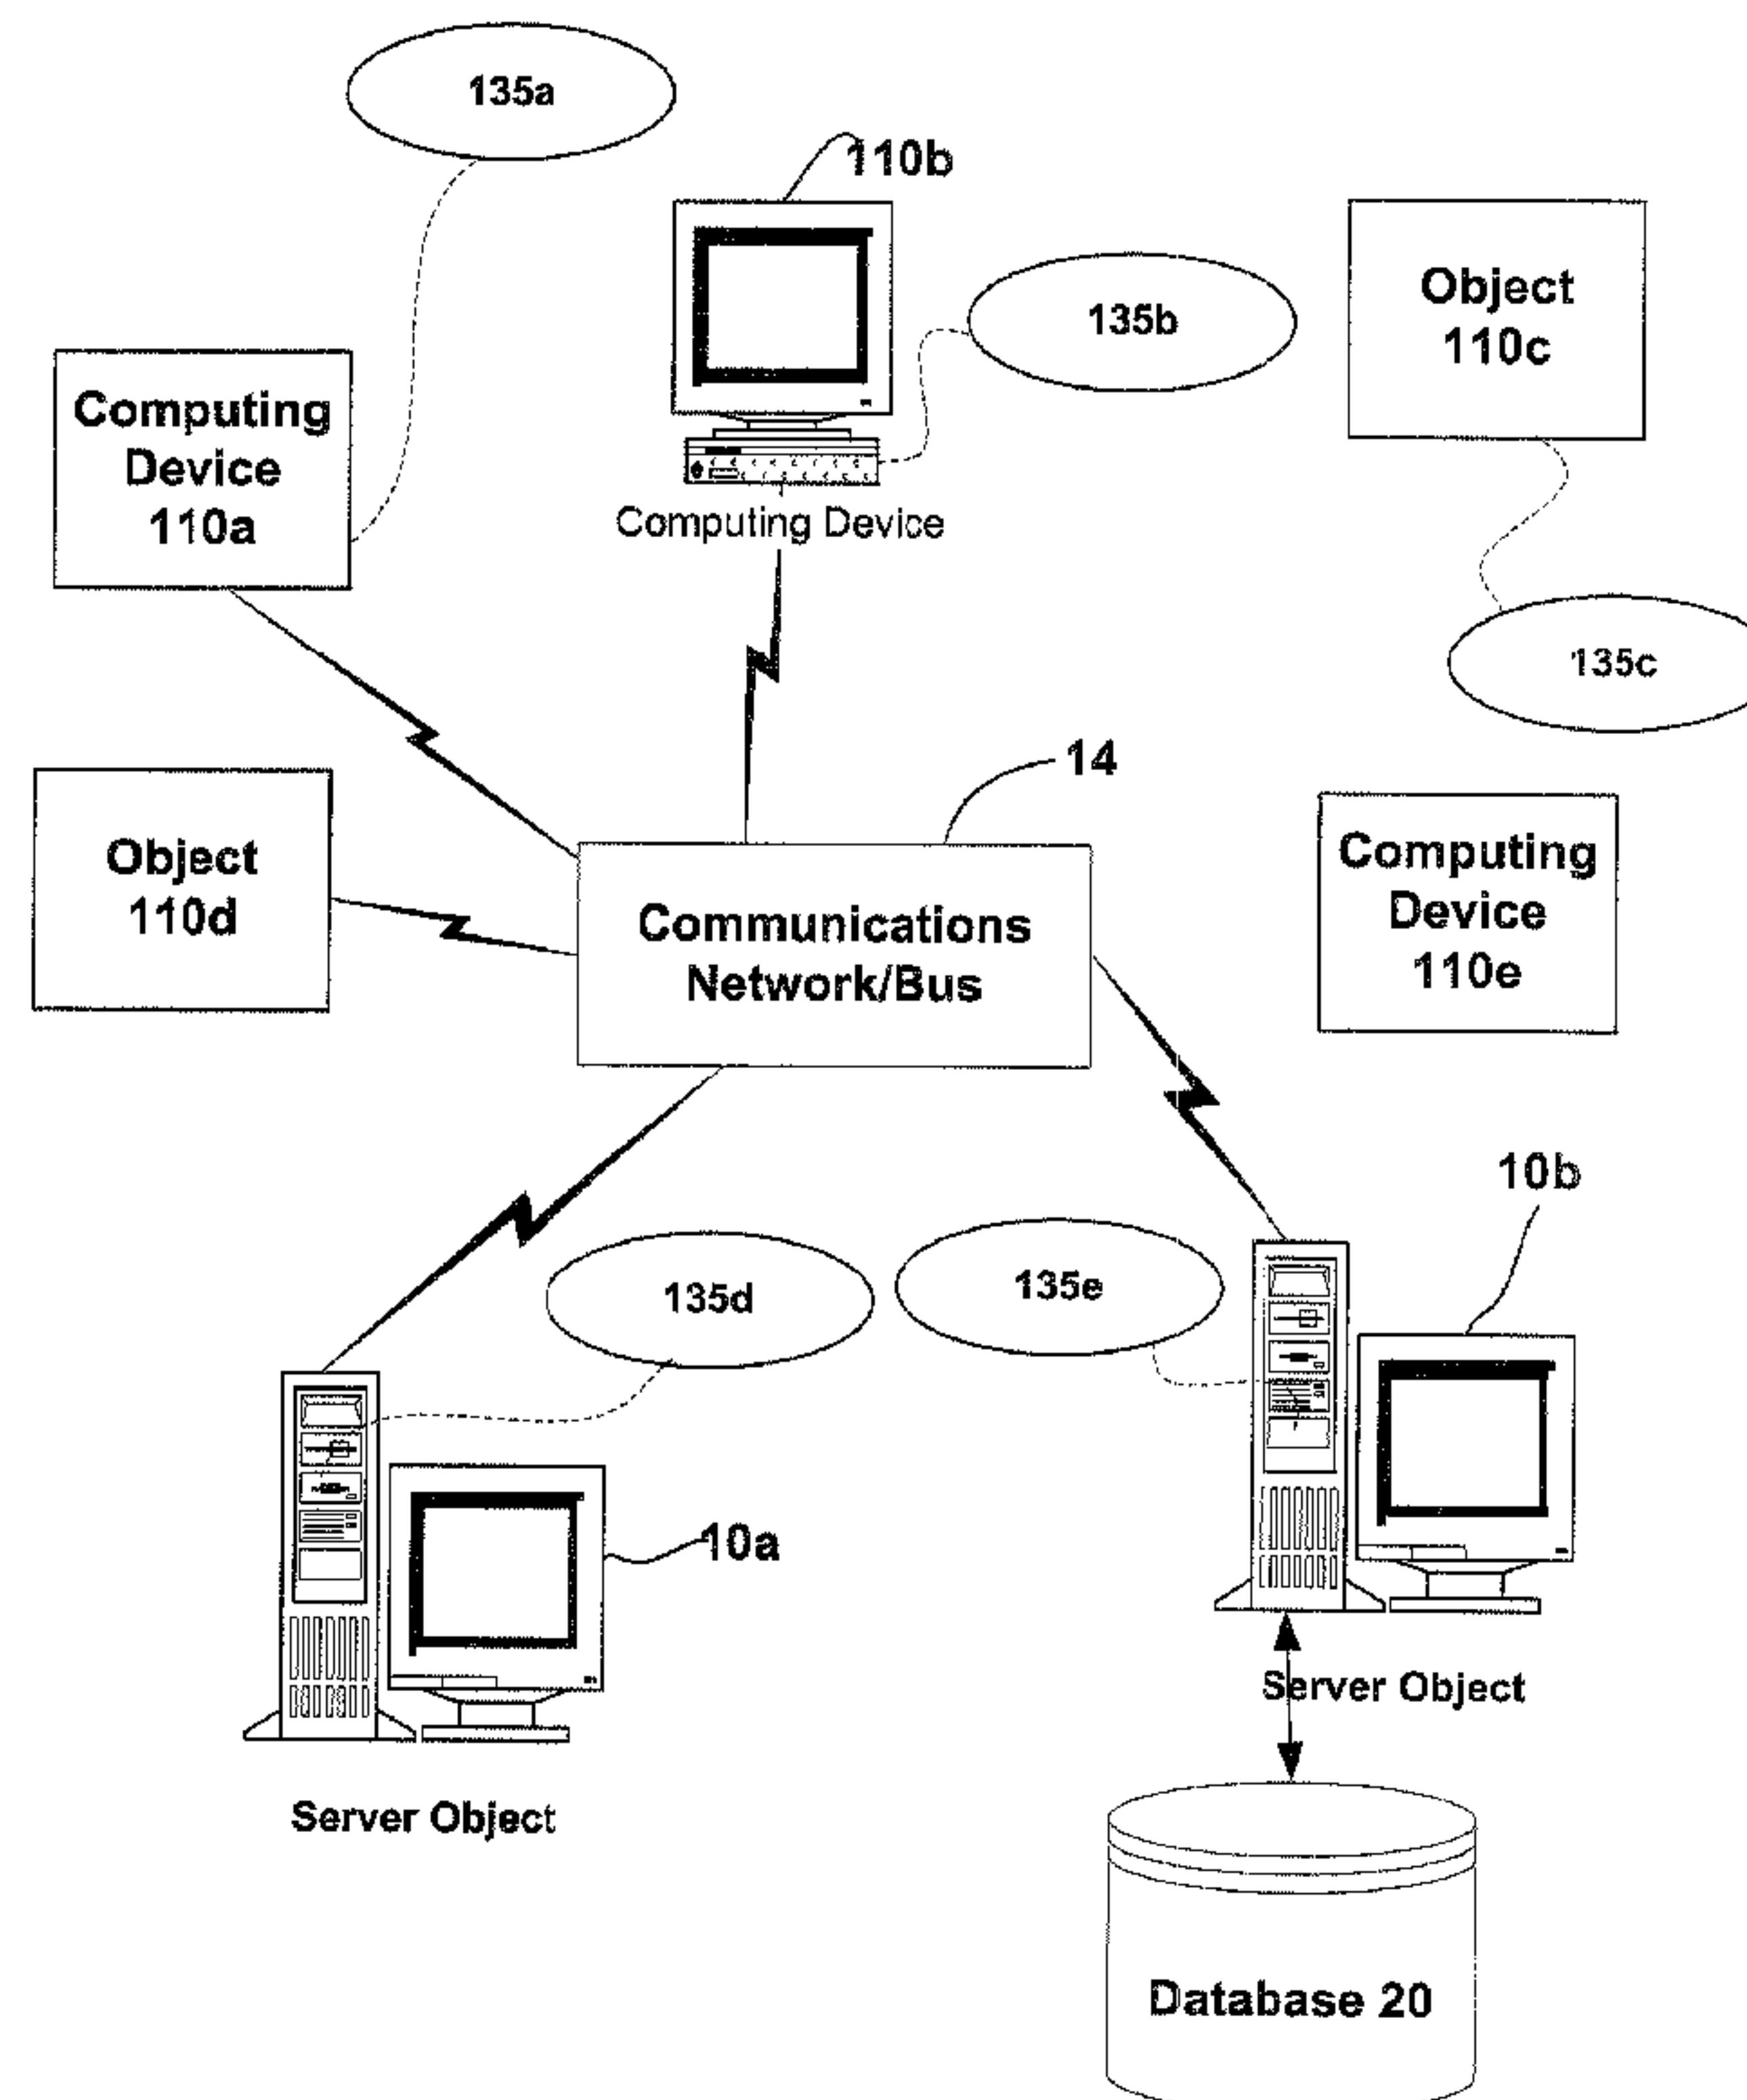 135a
110b
135b
Object
110c
Computing
Device
110a
Computing Device
135c
14
Object
110d
Communications
Network/Bus
Computing
Device
110e
10b
135d
135e
10a
Server Object
Server Object
Database 20